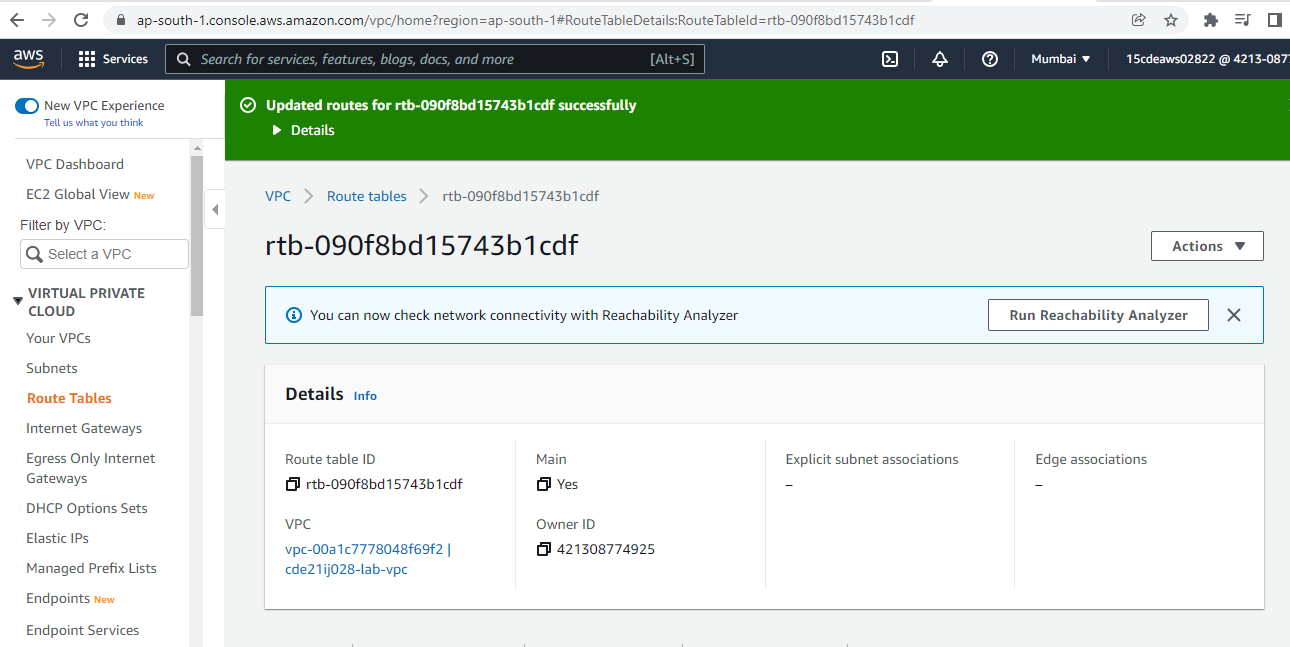 ap-south-1.console.aws.amazon.com/vpc/home?region=ap-south-1#RouteTableDetails:RouteTableId=rtb-090f8bd15743b1cdf
aws
Services
Search for services, features, blogs, docs, and more
[Alt+S]
Mumbai
15cdeaws02822 @ 4213-0877
New VPC Experience
Tell us what you think
VPC Dashboard
EC2 Global View New
Filter by VPC:
Select a VPC
VIRTUAL PRIVATE
CLOUD
Your VPCs
Subnets
Route Tables
Internet Gateways
Egress Only Internet
Gateways
DHCP Options Sets
Elastic IPs
Managed Prefix Lists
Endpoints New
Endpoint Services
Updated routes for rtb-090f8bd15743b1cdf successfully
Details
VPC
Route tables
rtb-090f8bd15743b1cdf
rtb-090f8bd15743b1cdf
Actions
You can now check network connectivity with Reachability Analyzer
Run Reachability Analyzer
Details Info
Route table ID
rtb-090f8bd15743b1cdf
Main
Yes
Explicit subnet associations
–
Edge associations
–
VPC
vpc-00a1c7778048f69f2 |
cde21ij028-lab-vpc
Owner ID
421308774925